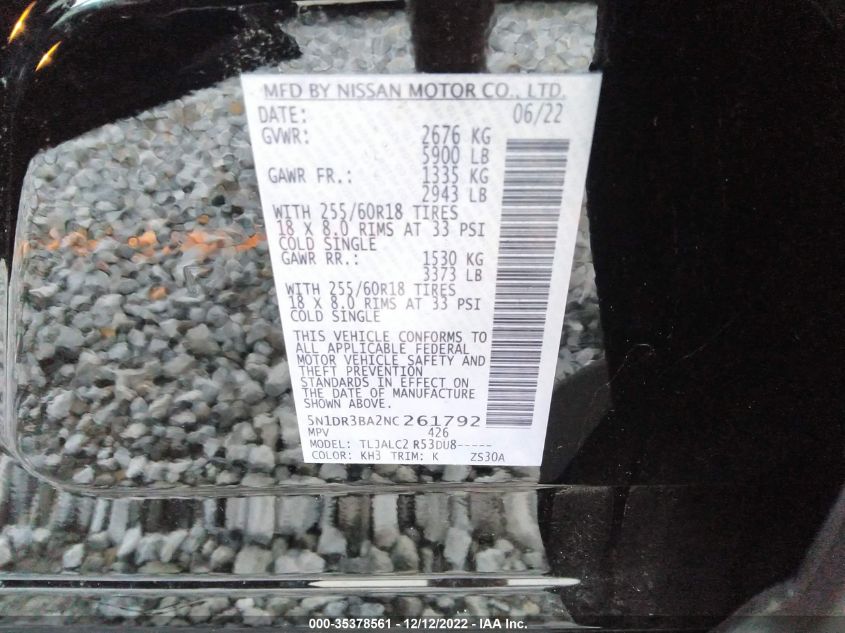 MFD BY NISSAN MOTOR CO., LTD.
DATE: 06/22
GVWR: 2676 KG
5900 LB
GAWR FR.: 1335 KG
2943 LB
WITH 255/60R18 TIRES
18 X 8.0 RIMS AT 33 PSI
COLD SINGLE
GAWR RR.: 1530 KG
3373 LB
WITH 255/60R18 TIRES
18 X 8.0 RIMS AT 33 PSI
COLD SINGLE
THIS VEHICLE CONFORMS TO
ALL APPLICABLE FEDERAL
MOTOR VEHICLE SAFETY AND
THEFT PREVENTION
STANDARDS IN EFFECT ON
THE DATE OF MANUFACTURE
SHOWN ABOVE.
5N1DR3BA2NC261792
MPV 426
MODEL: TLJALC2 R53DU8-----
COLOR: KH3 TRIM: K ZS30A
000-35378561 - 12/12/2022 - IAA Inc.